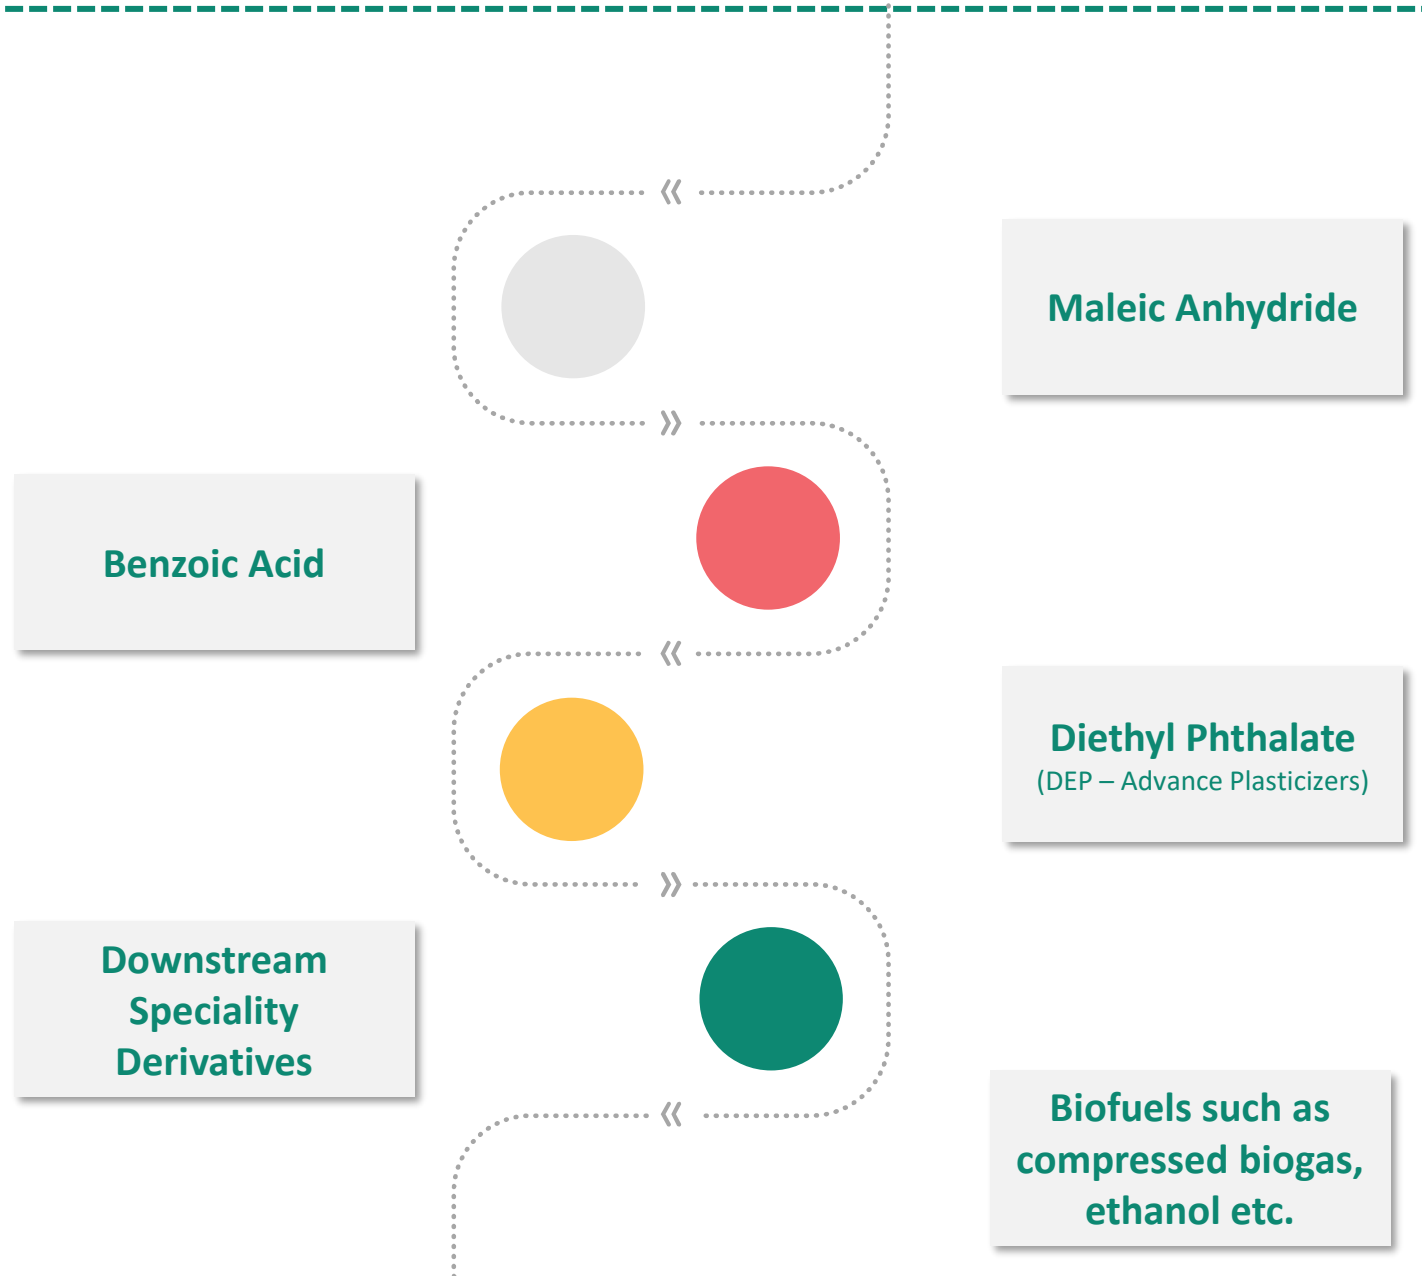 Maleic Anhydride
Benzoic Acid
Diethyl Phthalate
(DEP – Advance Plasticizers)
Downstream
Speciality
Derivatives
Biofuels such as
compressed biogas,
ethanol etc.